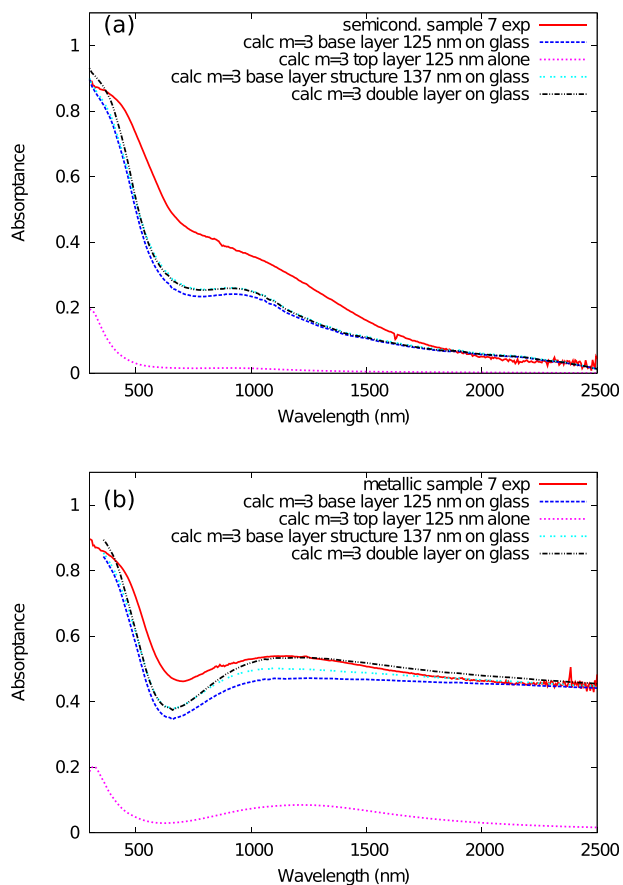 (a)
semicond. sample 7 exp
calc m=3 base layer 125 nm on glass
calc m=3 top layer 125 nm alone
calc m=3 base layer structure 137 nm on glass
calc m=3 double layer on glass
1
0.8
0.6
0.4
0.2
0
Absorptance
500 1000 1500 2000 2500
Wavelength (nm)
(b)
metallic sample 7 exp
calc m=3 base layer 125 nm on glass
calc m=3 top layer 125 nm alone
calc m=3 base layer structure 137 nm on glass
calc m=3 double layer on glass
1
0.8
0.6
0.4
0.2
0
Absorptance
500 1000 1500 2000 2500
Wavelength (nm)